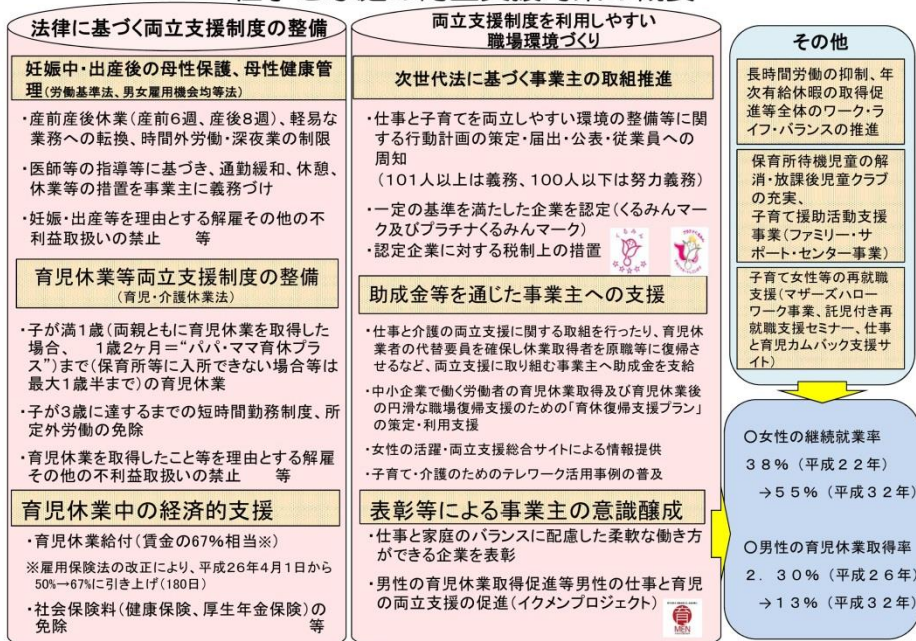 法律に基づく両立支援制度の整備
妊娠中・出産後の母性保護、母性健康管
理(労働基準法、男女雇用機会均等法)
・産前産後休業(産前6週、産後8週)、軽易な
業務への転換、時間外労働・深夜業の制限
・医師等の指導等に基づき、通勤緩和、休憩、
休業等の措置を事業主に義務づけ
・妊娠・出産等を理由とする解雇その他の不
利益取扱いの禁止 等
育児休業等両立支援制度の整備
(育児・介護休業法)
・子が満1歳(両親ともに育児休業を取得した
場合、 1歳2ヶ月=“パパ・ママ育休プラ
ス”)まで(保育所等に入所できない場合等は
最大1歳半まで)の育児休業
・子が3歳に達するまでの短時間勤務制度、所
定外労働の免除
・育児休業を取得したこと等を理由とする解雇
その他の不利益取扱いの禁止 等
育児休業中の経済的支援
・育児休業給付(賃金の67%相当※)
※雇用保険法の改正により、平成26年4月1日から
50%→67%に引き上げ(180日)
・社会保険料(健康保険、厚生年金保険)の
免除 等
両立支援制度を利用しやすい
職場環境づくり
次世代法に基づく事業主の取組推進
・仕事と子育てを両立しやすい環境の整備等に関
する行動計画の策定・届出・公表・従業員への
周知
(101人以上は義務、100人以下は努力義務)
・一定の基準を満たした企業を認定(くるみんマー
ク及びプラチナくるみんマーク)
・認定企業に対する税制上の措置
くるみん
助成金等を通じた事業主への支援
・仕事と介護の両立支援に関する取組を行ったり、育児休
業者の代替要員を確保し休業取得者を原職等に復帰さ
せるなど、両立支援に取り組む事業主へ助成金を支給
・中小企業で働く労働者の育児休業取得及び育児休業後
の円滑な職場復帰支援のための「育休復帰支援プラン」
の策定・利用支援
・女性の活躍・両立支援総合サイトによる情報提供
・子育て・介護のためのテレワーク活用事例の普及
表彰等による事業主の意識醸成
・仕事と家庭のバランスに配慮した柔軟な働き方
ができる企業を表彰
・男性の育児休業取得促進等男性の仕事と育児
の両立支援の促進(イクメンプロジェクト)
育
MEN
その他
長時間労働の抑制、年
次有給休暇の取得促
進等全体のワーク・ラ
イフ・バランスの推進
保育所待機児童の解
消・放課後児童クラブ
の充実、
子育て援助活動支援
事業(ファミリー・サ
ポート・センター事業)
子育て女性等の再就職
支援(マザーズハロー
ワーク事業、託児付き再
就職支援セミナー、仕事
と育児カムバック支援サ
イト)
○女性の継続就業率
38%(平成22年)
→55%(平成32年)
○男性の育児休業取得率
2．30%(平成26年)
→13%(平成32年)